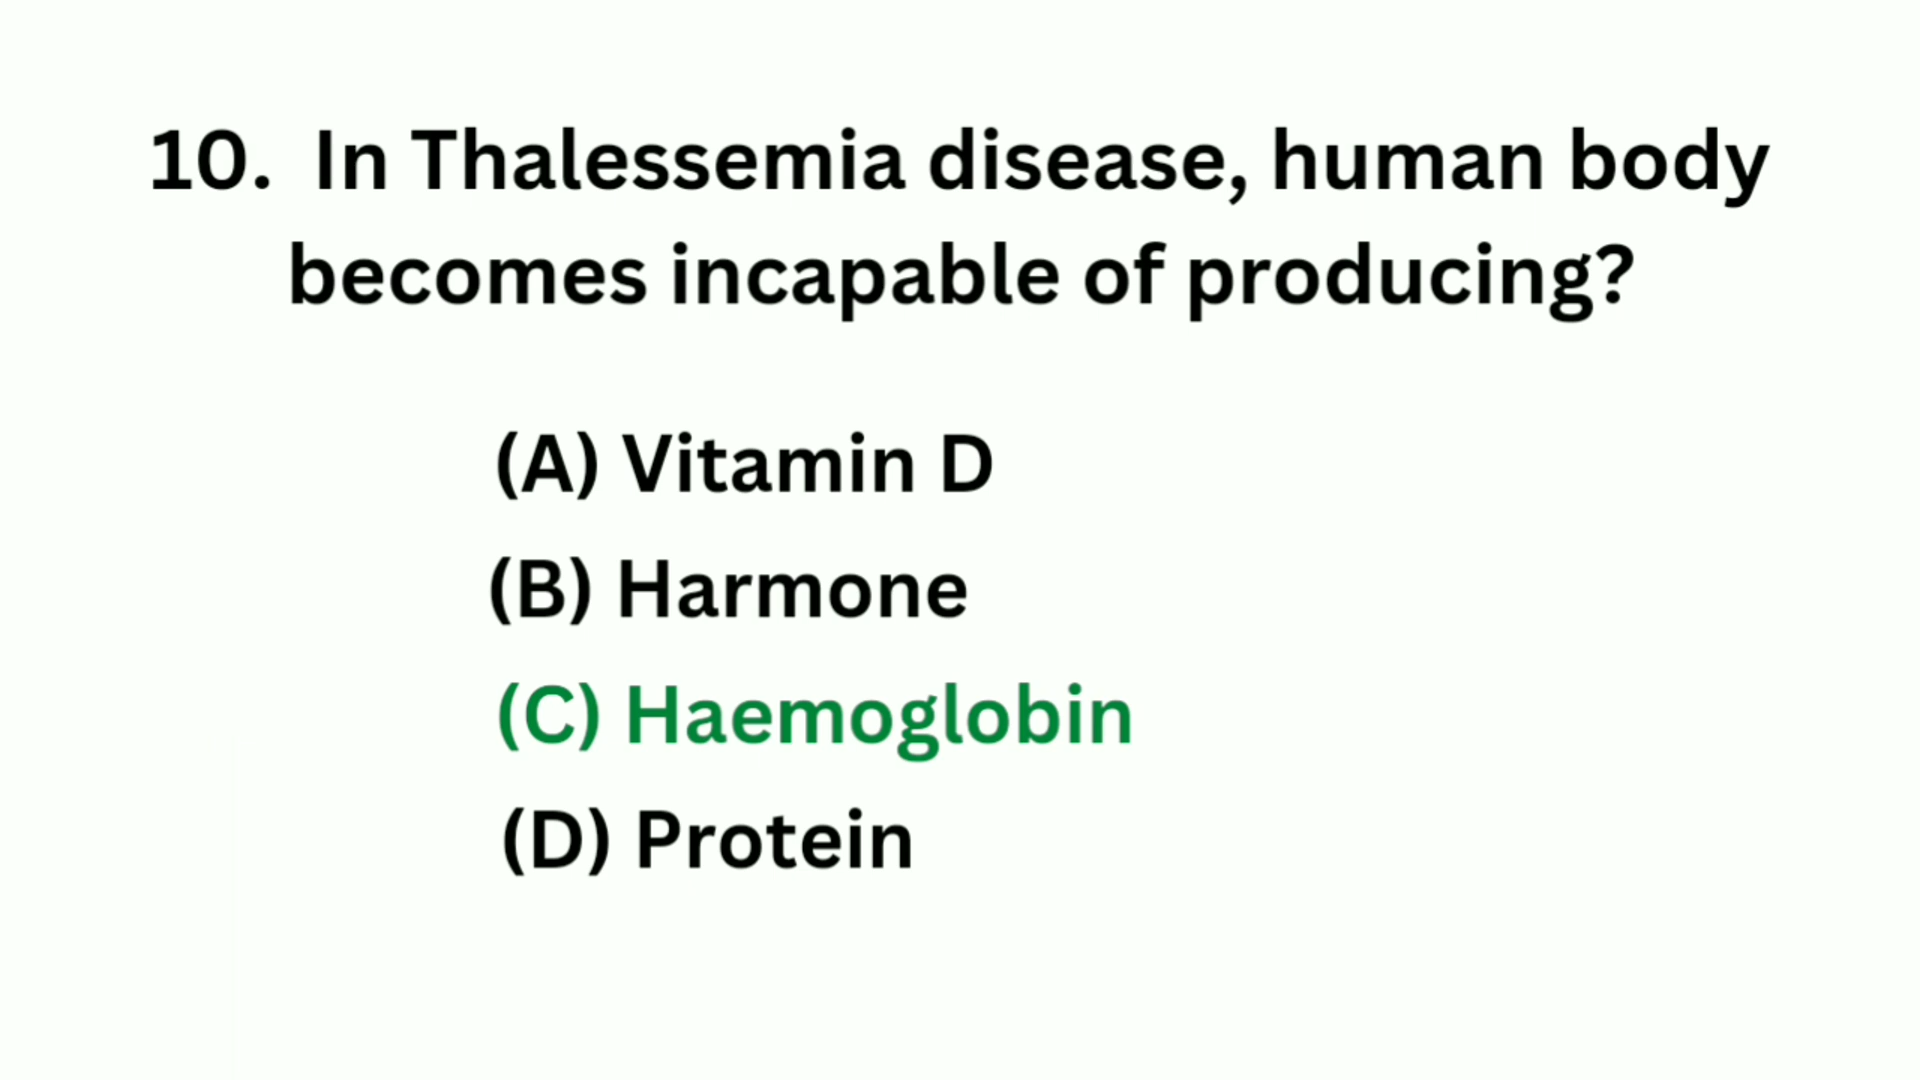 10. In Thalessemia disease, human body
becomes incapable of producing?
(A) Vitamin D
(B) Harmone
(C) Haemoglobin
(D) Protein